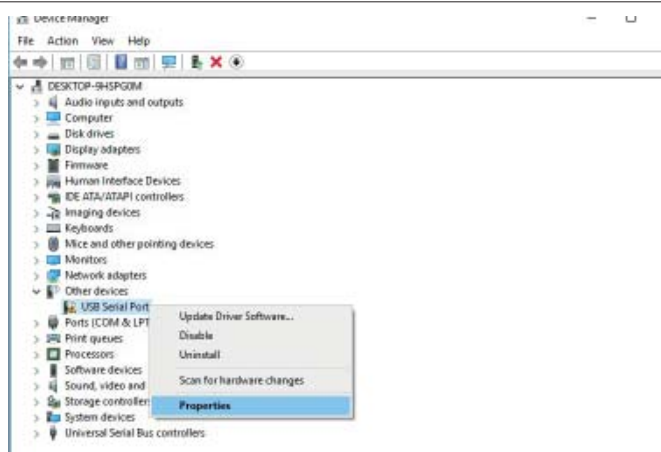 Device Manager
File Action View Help
DESKTOP-9HSPG0M
Audio inputs and outputs
Computer
Disk drives
Display adapters
Firmware
Human Interface Devices
IDE ATA/ATAPI controllers
Imaging devices
Keyboards
Mice and other pointing devices
Monitors
Network adapters
Other devices
USB Serial Port
Ports (COM & LPT
Print queues
Processors
Software devices
Sound, video and
Storage controller
System devices
Universal Serial Bus controllers
Update Driver Software...
Disable
Uninstall
Scan for hardware changes
Properties